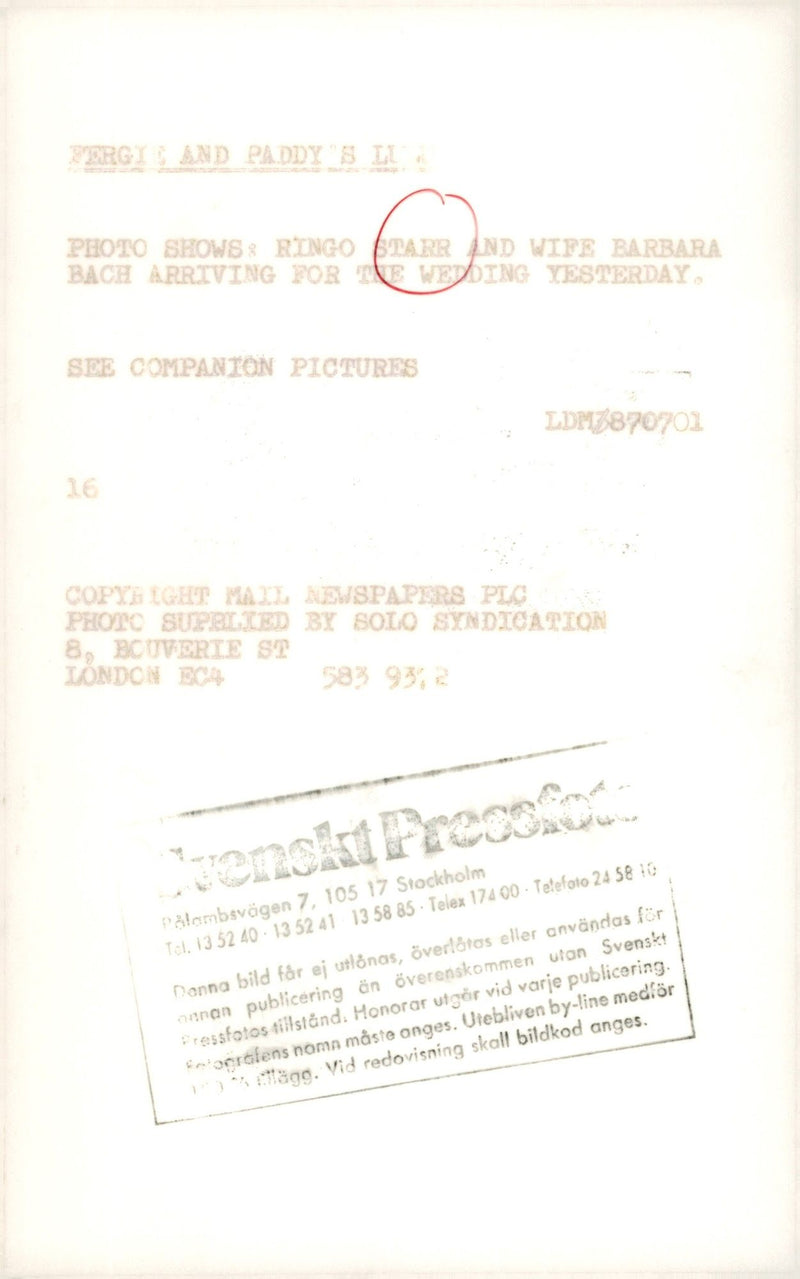 FERGIE AND PADDY'S
PHOTO SHOWS: RINGO STARR AND WIFE BARBARA
BACH ARRIVING FOR THE WEDDING YESTERDAY.
SEE COMPANION PICTURES
LDM/870701
16
COPYRIGHT MAIL NEWSPAPERS PLC
PHOTO SUPPLIED BY SOLO SYNDICATION
8, BOUVERIE ST
LONDON EC4 583
Svenskt Pressfoto
Rålambsvägen 7, 105 17 Stockholm
Tel. 13 52 40 · 13 52 41 · 13 58 85 · Telex 174 00 · Telefoto 24 58 10
Denna bild får ej utlånas, överlåtas eller användas för
annan publicering än överenskommen utan Svenskt
Pressfotos tillstånd. Honorar utgår vid varje publicering.
Fotografens namn måste anges. Utebliven by-line medför
tillägg. Vid redovisning skall bildkod anges.